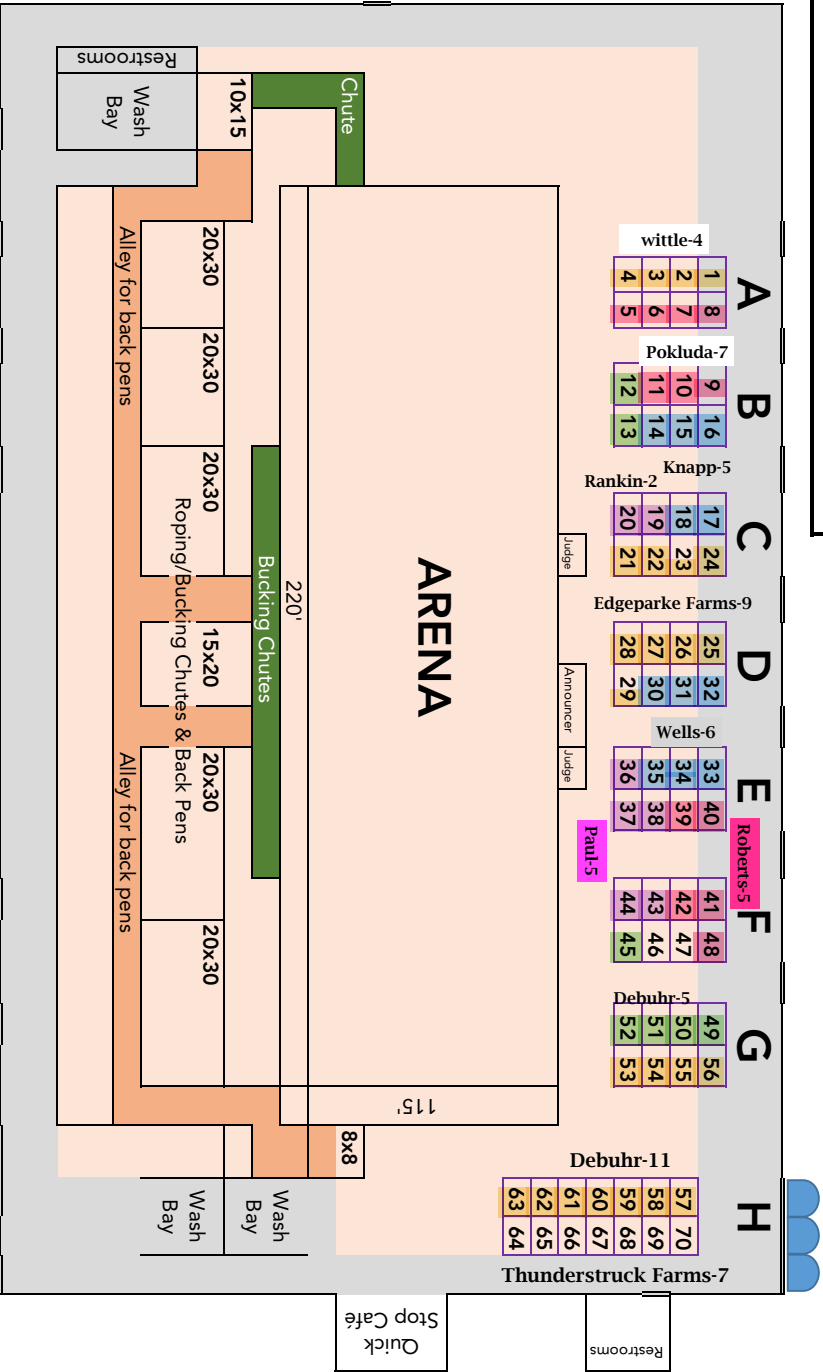 Restrooms
Wash
Bay
10x15
Chute
Alley for back pens
20x30
20x30
20x30
Roping/Bucking Chutes & Back Pens
15x20
20x30
20x30
Alley for back pens
Bucking Chutes
220'
ARENA
115'
8x8
Judge
Announcer
Judge
wittle-4
1 2 3 4
8 7 6 5
A
Pokluda-7
9 10 11 12
16 15 14 13
B
Knapp-5
Rankin-2
17 18 19 20
24 23 22 21
C
Edgeparke Farms-9
25 26 27 28
32 31 30 29
D
Wells-6
33 34 35 36
40 39 38 37
E
Paul-5
Roberts-5
41 42 43 44
48 47 46 45
F
Debuhr-5
49 50 51 52
56 55 54 53
G
Debuhr-11
57 58 59 60 61 62 63
70 69 68 67 66 65 64
H
Thunderstruck Farms-7
Wash
Bay
Wash
Bay
Quick
Stop Café
Restrooms